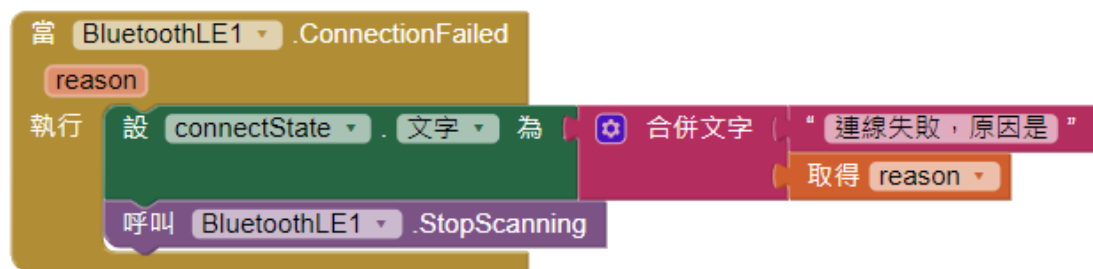 當 BluetoothLE1 .ConnectionFailed
reason
執行 設 connectState . 文字 為 合併文字 “ 連線失敗，原因是 ”
取得 reason
呼叫 BluetoothLE1 .StopScanning